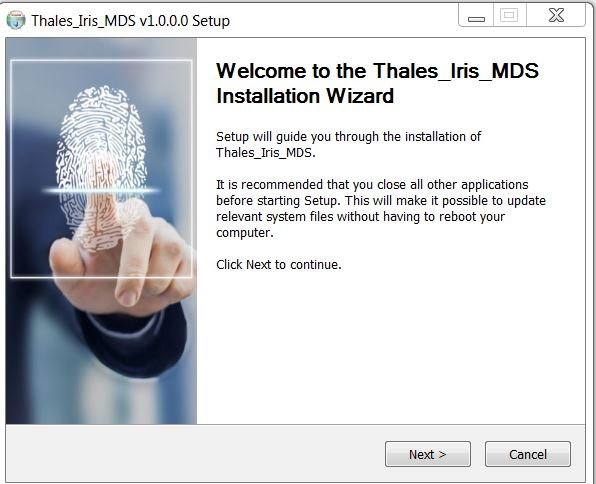 Thales_Iris_MDS v1.0.0.0 Setup
Welcome to the Thales_Iris_MDS
Installation Wizard
Setup will guide you through the installation of
Thales_Iris_MDS.
It is recommended that you close all other applications
before starting Setup. This will make it possible to update
relevant system files without having to reboot your
computer.
Click Next to continue.
Next >
Cancel